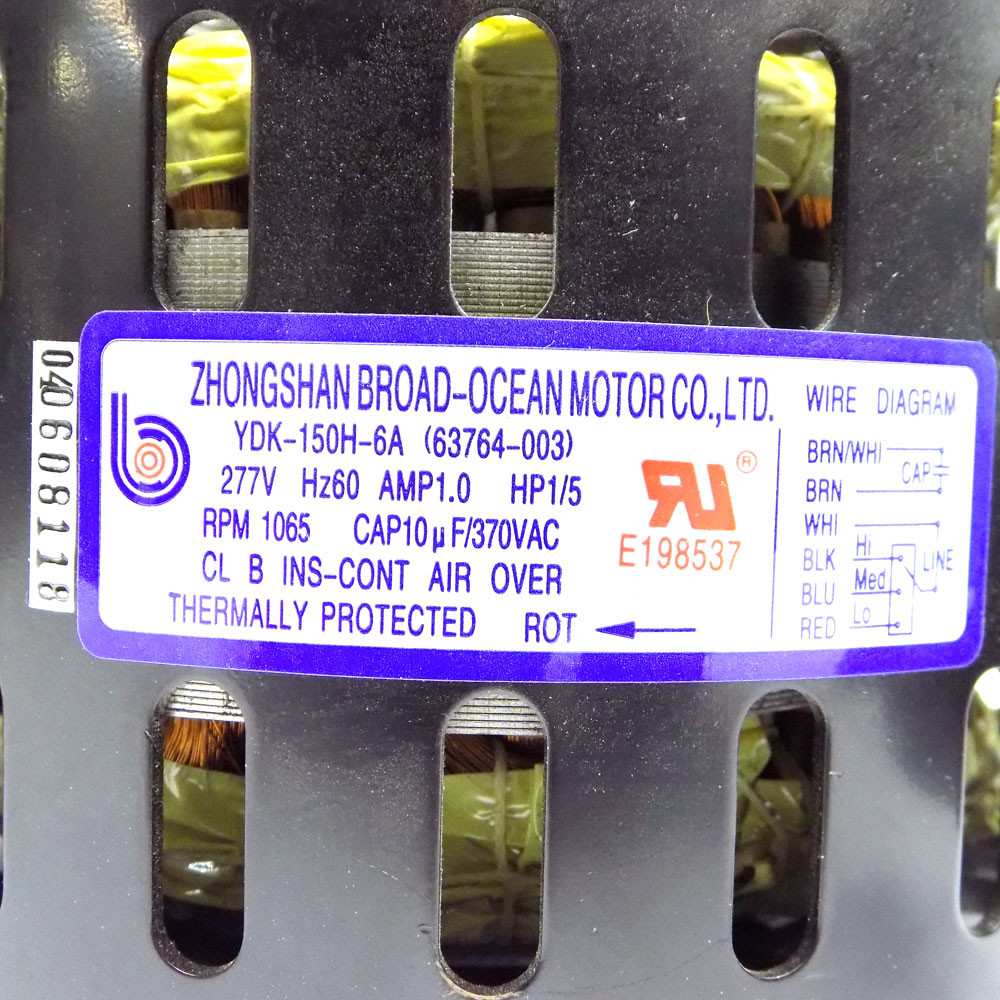 040608118
ZHONGSHAN BROAD-OCEAN MOTOR CO.,LTD.
YDK-150H-6A (63764-003)
277V Hz60 AMP1.0 HP1/5
RPM 1065 CAP10μF/370VAC
CL B INS-CONT AIR OVER
THERMALLY PROTECTED ROT
RU ®
E198537
WIRE DIAGRAM
BRN/WHI
CAP
BRN
WHI
BLK Hi LINE
BLU Med
RED Lo